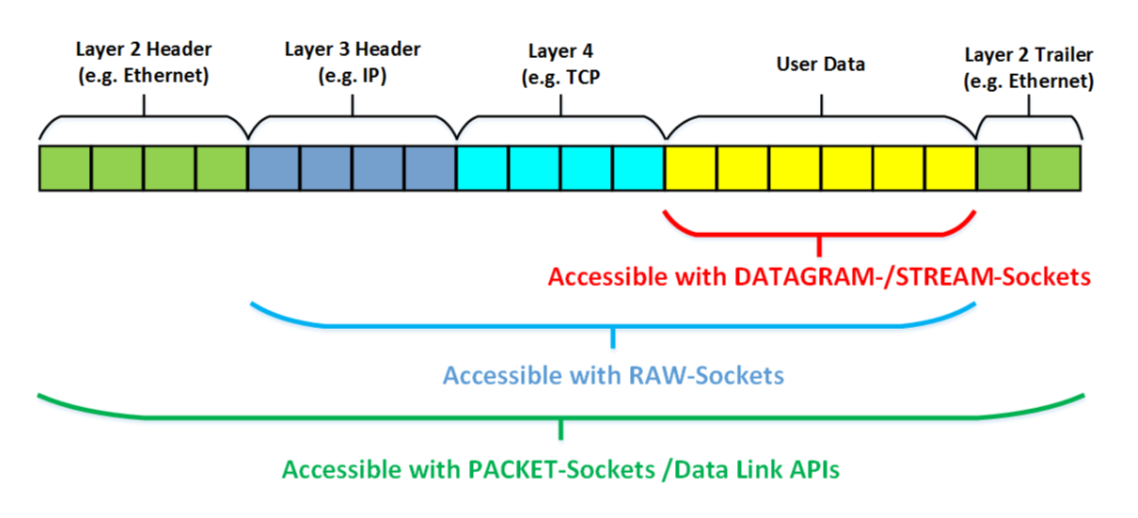 Layer 2 Header
(e.g. Ethernet)
Layer 3 Header
(e.g. IP)
Layer 4
(e.g. TCP
User Data
Layer 2 Trailer
(e.g. Ethernet)
Accessible with DATAGRAM-/STREAM-Sockets
Accessible with RAW-Sockets
Accessible with PACKET-Sockets /Data Link APIs